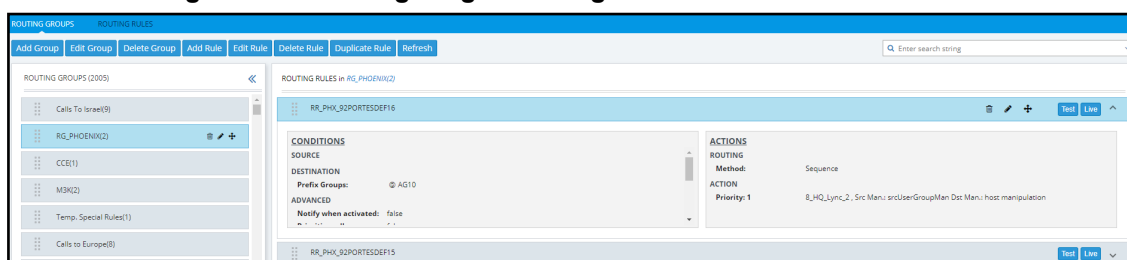 ROUTING GROUPS ROUTING RULES
Add Group Edit Group Delete Group Add Rule Edit Rule Delete Rule Duplicate Rule Refresh Enter search string
ROUTING GROUPS (2005)
Calls To Israel(9)
RG_PHOENIX(2)
CCE(1)
M3K(2)
Temp. Special Rules(1)
Calls to Europe(8)
ROUTING RULES in RG_PHOENIX(2)
RR_PHX_92PORTESDEF16 Test Live
CONDITIONS
SOURCE
DESTINATION
Prefix Groups: @ AG10
ADVANCED
Notify when activated: false
ACTIONS
ROUTING
Method: Sequence
ACTION
Priority: 1 8_HQ_Lync_2 , Src Man.: srcUserGroupMan Dst Man.: host manipulation
RR_PHX_92PORTESDEF15 Test Live